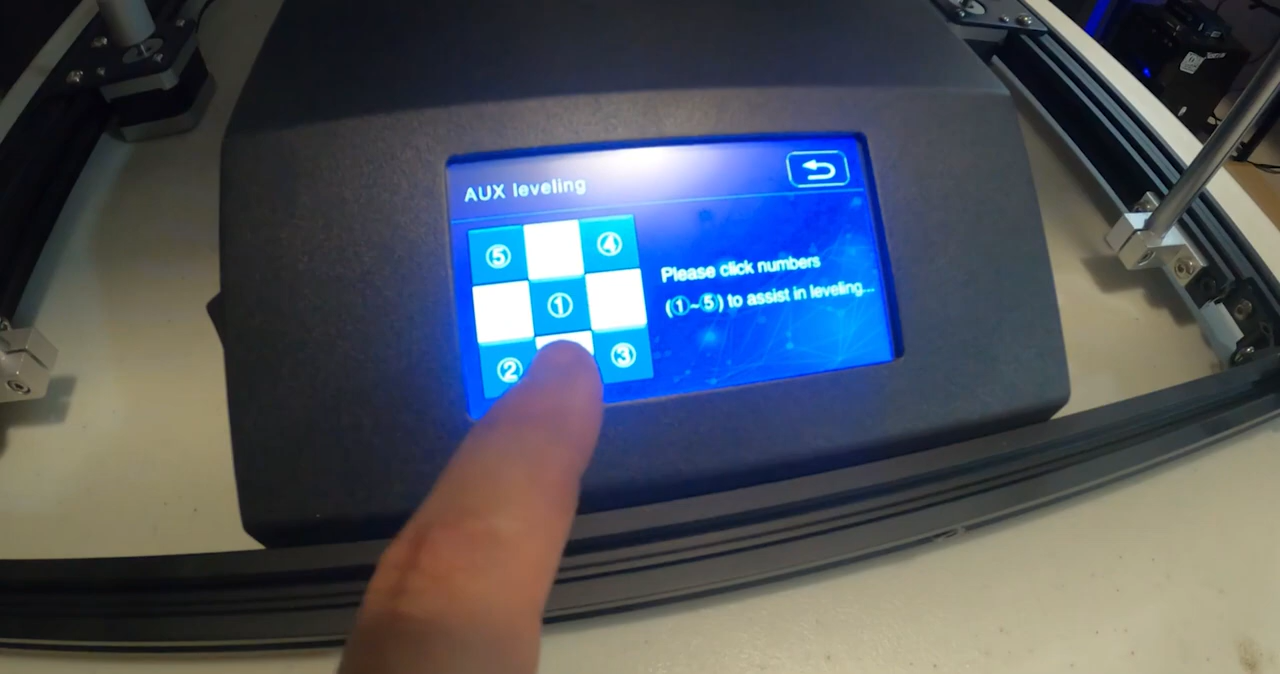 AUX leveling
⑤ ④
①
② ③
Please click numbers
(①~⑤) to assist in leveling...